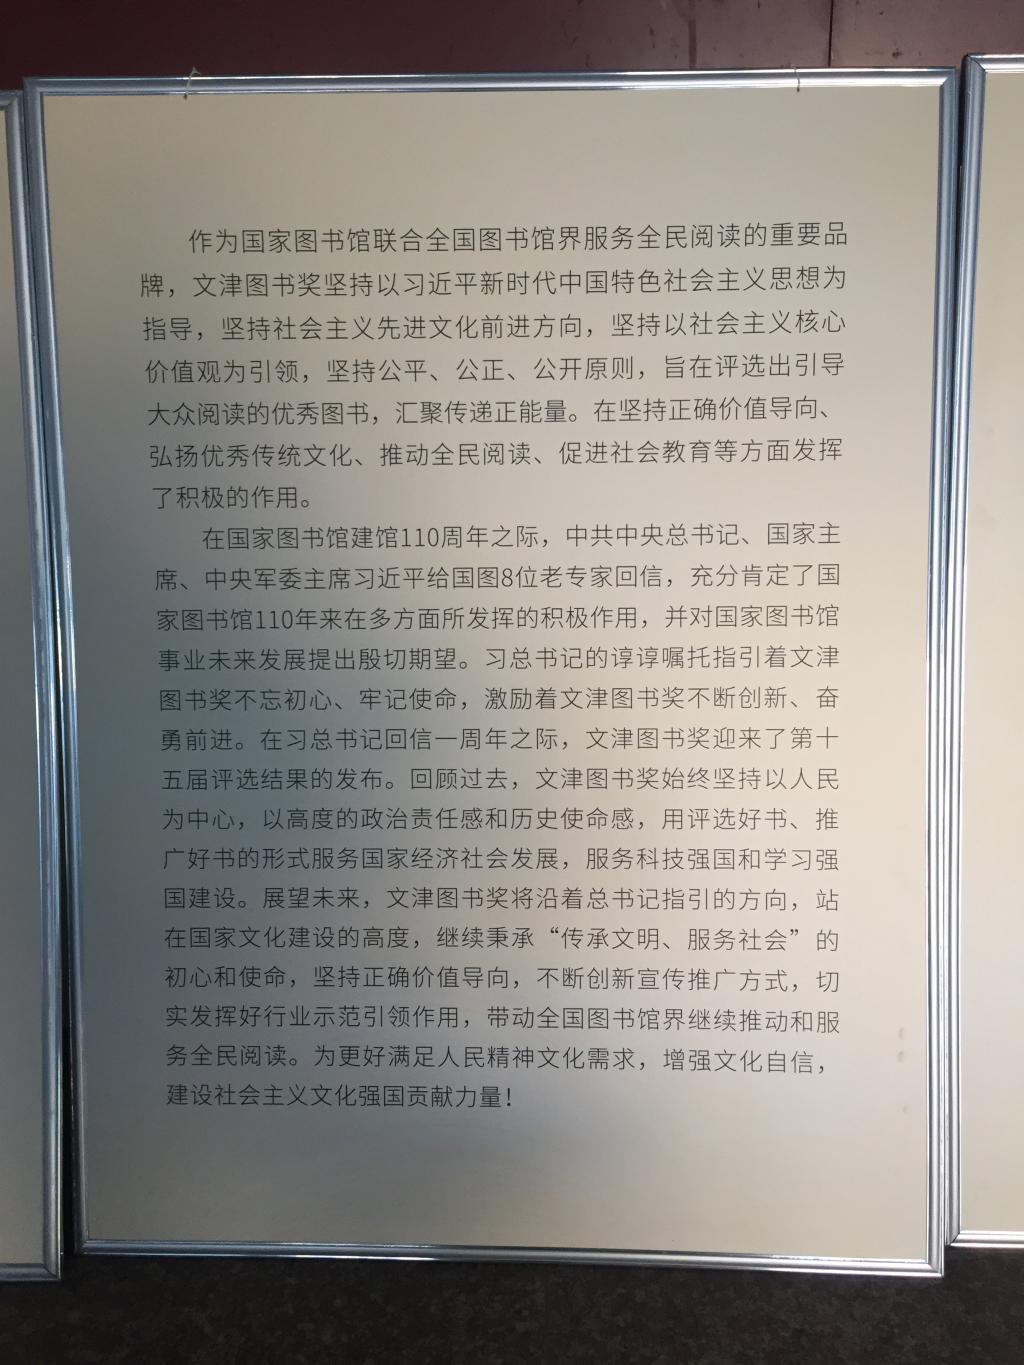 作为国家图书馆联合全国图书馆界服务全民阅读的重要品
牌，文津图书奖坚持以习近平新时代中国特色社会主义思想为
指导，坚持社会主义先进文化前进方向，坚持以社会主义核心
价值观为引领，坚持公平、公正、公开原则，旨在评选出引导
大众阅读的优秀图书，汇聚传递正能量。在坚持正确价值导向、
弘扬优秀传统文化、推动全民阅读、促进社会教育等方面发挥
了积极的作用。
在国家图书馆建馆110周年之际，中共中央总书记、国家主
席、中央军委主席习近平给国图8位老专家回信，充分肯定了国
家图书馆110年来在多方面所发挥的积极作用，并对国家图书馆
事业未来发展提出殷切期望。习总书记的谆谆嘱托指引着文津
图书奖不忘初心、牢记使命，激励着文津图书奖不断创新、奋
勇前进。在习总书记回信一周年之际，文津图书奖迎来了第十
五届评选结果的发布。回顾过去，文津图书奖始终坚持以人民
为中心，以高度的政治责任感和历史使命感，用评选好书、推
广好书的形式服务国家经济社会发展，服务科技强国和学习强
国建设。展望未来，文津图书奖将沿着总书记指引的方向，站
在国家文化建设的高度，继续秉承“传承文明、服务社会”的
初心和使命，坚持正确价值导向，不断创新宣传推广方式，切
实发挥好行业示范引领作用，带动全国图书馆界继续推动和服
务全民阅读。为更好满足人民精神文化需求，增强文化自信，
建设社会主义文化强国贡献力量！